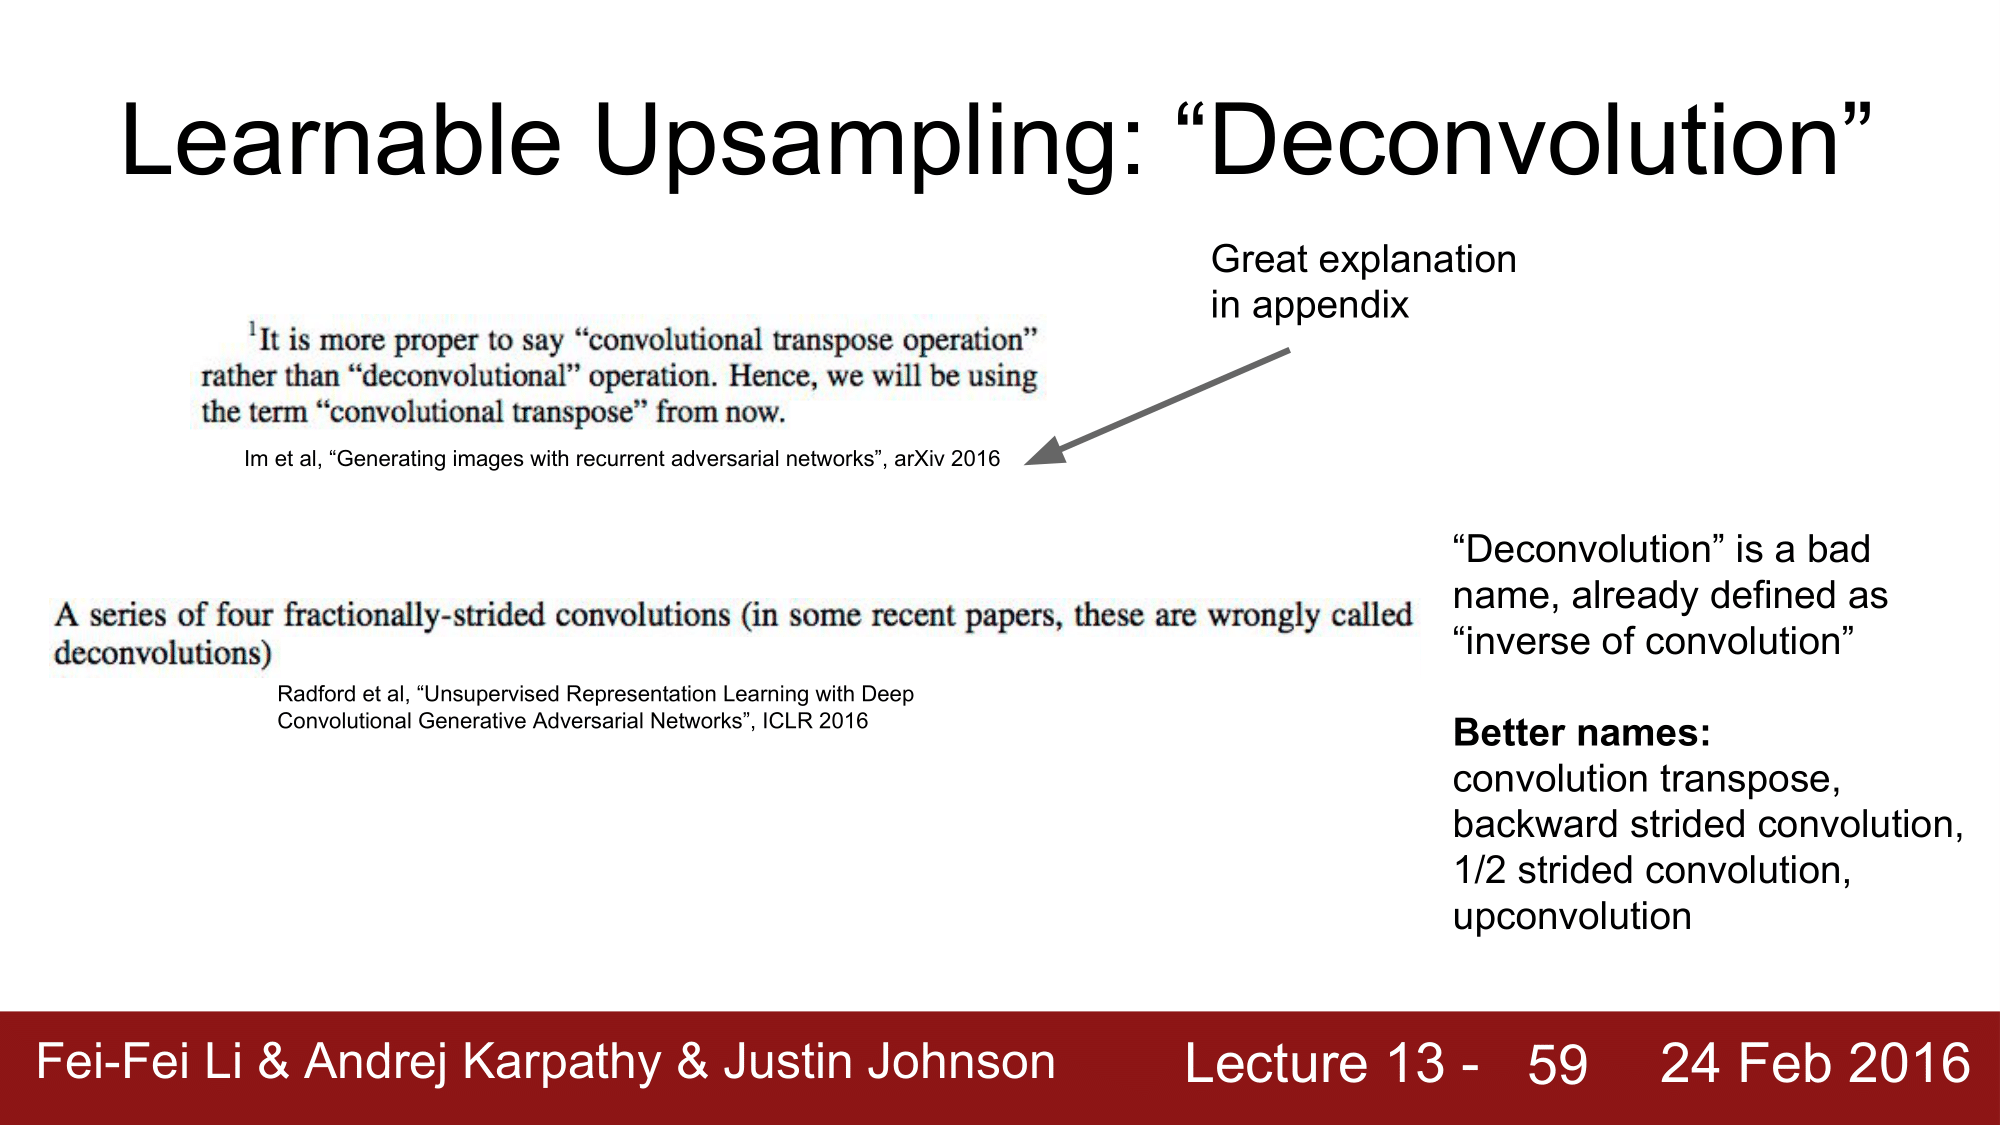 Learnable Upsampling: “Deconvolution”
Great explanation
in appendix
¹It is more proper to say “convolutional transpose operation”
rather than “deconvolutional” operation. Hence, we will be using
the term “convolutional transpose” from now.
Im et al, “Generating images with recurrent adversarial networks”, arXiv 2016
A series of four fractionally-strided convolutions (in some recent papers, these are wrongly called
deconvolutions)
Radford et al, “Unsupervised Representation Learning with Deep
Convolutional Generative Adversarial Networks”, ICLR 2016
“Deconvolution” is a bad
name, already defined as
“inverse of convolution”
Better names:
convolution transpose,
backward strided convolution,
1/2 strided convolution,
upconvolution
Fei-Fei Li & Andrej Karpathy & Justin Johnson Lecture 13 - 59 24 Feb 2016